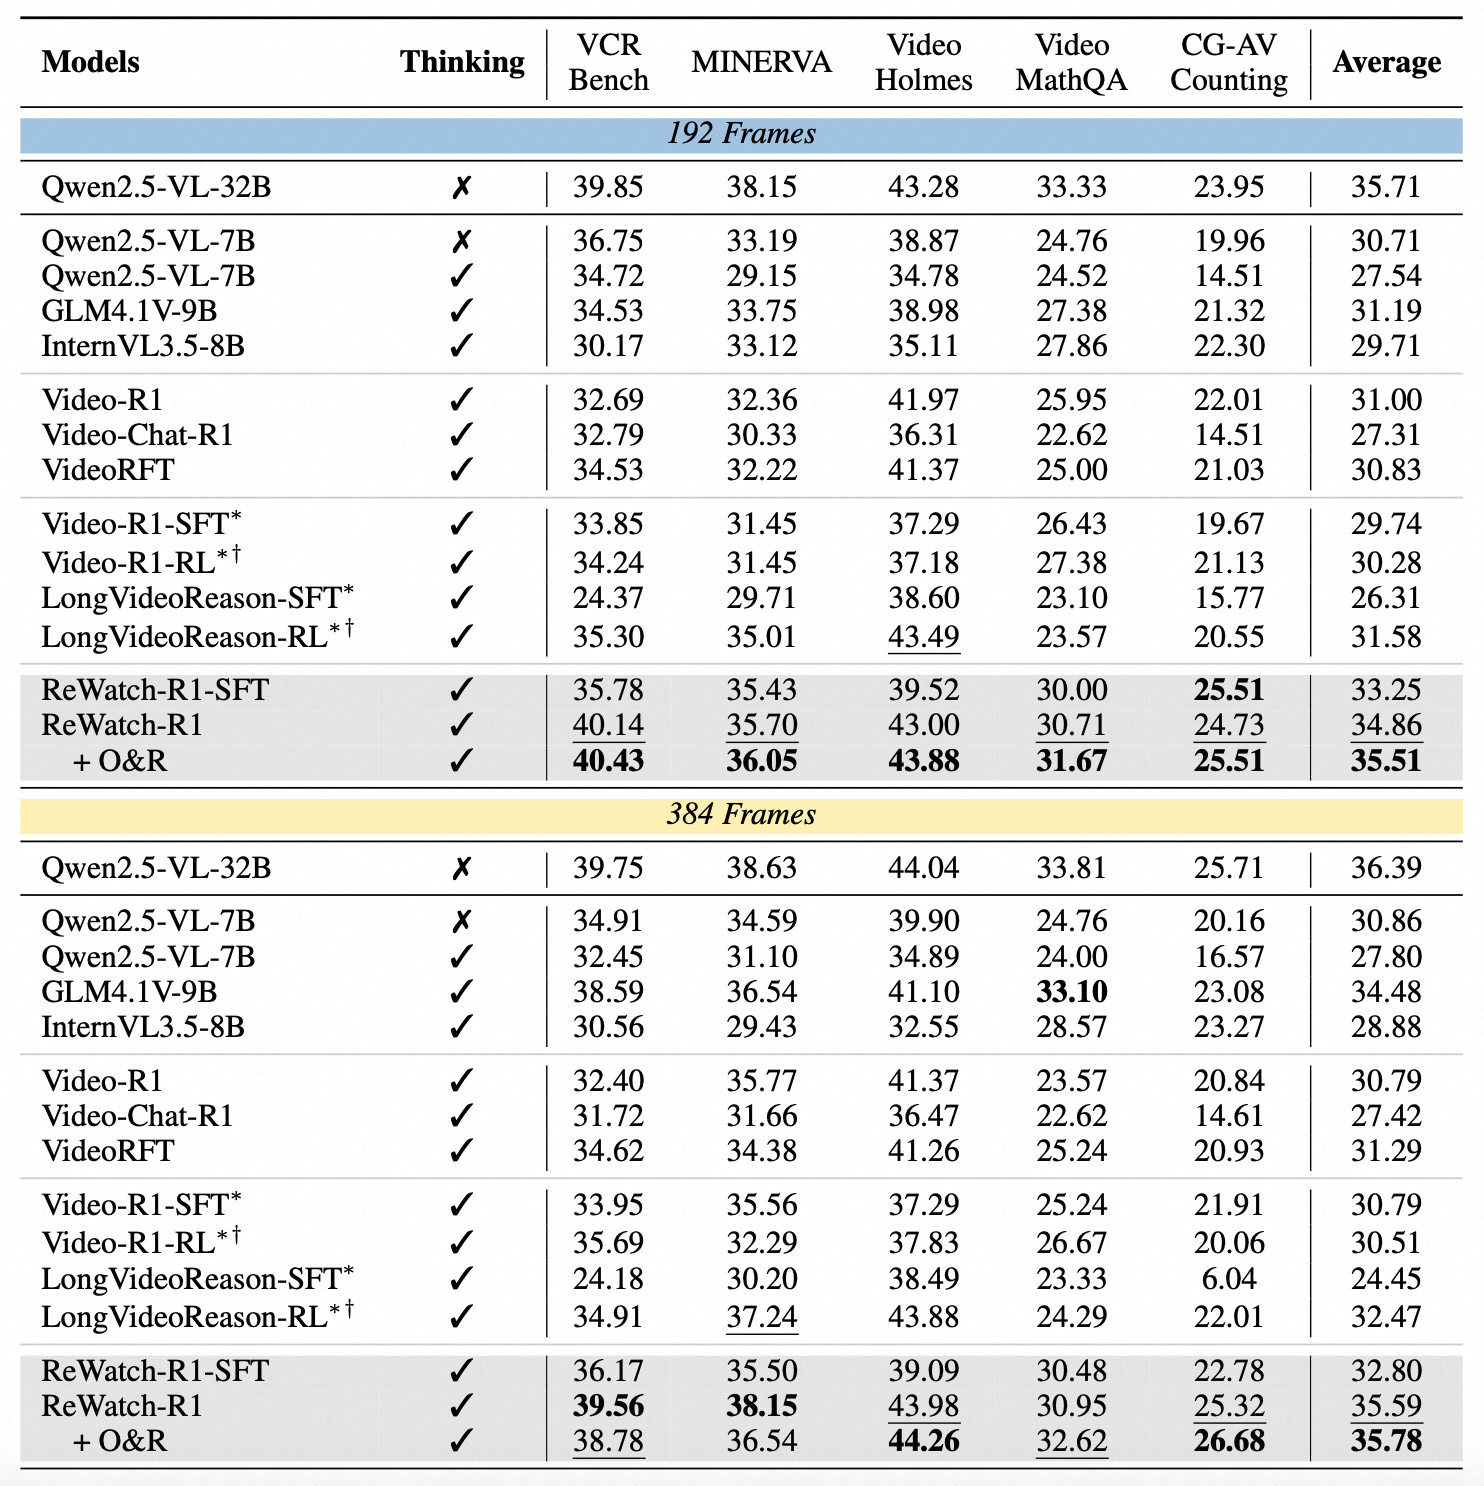 Models Thinking VCR Bench MINERVA Video Holmes Video MathQA CG-AV Counting Average
192 Frames
Qwen2.5-VL-32B ✗ 39.85 38.15 43.28 33.33 23.95 35.71
Qwen2.5-VL-7B ✗ 36.75 33.19 38.87 24.76 19.96 30.71
Qwen2.5-VL-7B ✓ 34.72 29.15 34.78 24.52 14.51 27.54
GLM4.1V-9B ✓ 34.53 33.75 38.98 27.38 21.32 31.19
InternVL3.5-8B ✓ 30.17 33.12 35.11 27.86 22.30 29.71
Video-R1 ✓ 32.69 32.36 41.97 25.95 22.01 31.00
Video-Chat-R1 ✓ 32.79 30.33 36.31 22.62 14.51 27.31
VideoRFT ✓ 34.53 32.22 41.37 25.00 21.03 30.83
Video-R1-SFT* ✓ 33.85 31.45 37.29 26.43 19.67 29.74
Video-R1-RL*† ✓ 34.24 31.45 37.18 27.38 21.13 30.28
LongVideoReason-SFT* ✓ 24.37 29.71 38.60 23.10 15.77 26.31
LongVideoReason-RL*† ✓ 35.30 35.01 43.49 23.57 20.55 31.58
ReWatch-R1-SFT ✓ 35.78 35.43 39.52 30.00 25.51 33.25
ReWatch-R1 ✓ 40.14 35.70 43.00 30.71 24.73 34.86
+ O&R ✓ 40.43 36.05 43.88 31.67 25.51 35.51
384 Frames
Qwen2.5-VL-32B ✗ 39.75 38.63 44.04 33.81 25.71 36.39
Qwen2.5-VL-7B ✗ 34.91 34.59 39.90 24.76 20.16 30.86
Qwen2.5-VL-7B ✓ 32.45 31.10 34.89 24.00 16.57 27.80
GLM4.1V-9B ✓ 38.59 36.54 41.10 33.10 23.08 34.48
InternVL3.5-8B ✓ 30.56 29.43 32.55 28.57 23.27 28.88
Video-R1 ✓ 32.40 35.77 41.37 23.57 20.84 30.79
Video-Chat-R1 ✓ 31.72 31.66 36.47 22.62 14.61 27.42
VideoRFT ✓ 34.62 34.38 41.26 25.24 20.93 31.29
Video-R1-SFT* ✓ 33.95 35.56 37.29 25.24 21.91 30.79
Video-R1-RL*† ✓ 35.69 32.29 37.83 26.67 20.06 30.51
LongVideoReason-SFT* ✓ 24.18 30.20 38.49 23.33 6.04 24.45
LongVideoReason-RL*† ✓ 34.91 37.24 43.88 24.29 22.01 32.47
ReWatch-R1-SFT ✓ 36.17 35.50 39.09 30.48 22.78 32.80
ReWatch-R1 ✓ 39.56 38.15 43.98 30.95 25.32 35.59
+ O&R ✓ 38.78 36.54 44.26 32.62 26.68 35.78